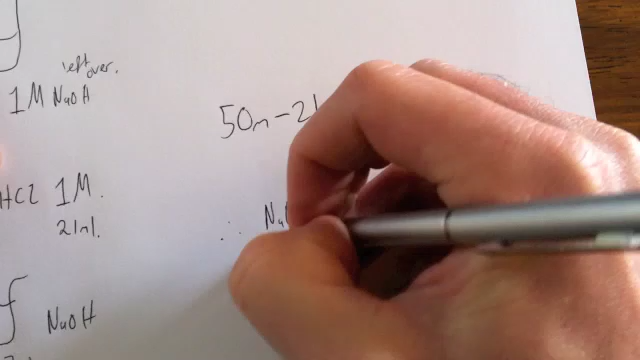 left over.
1M NaOH
50m - 21
HCl 1M.
21ml.
∴ Na
NaOH